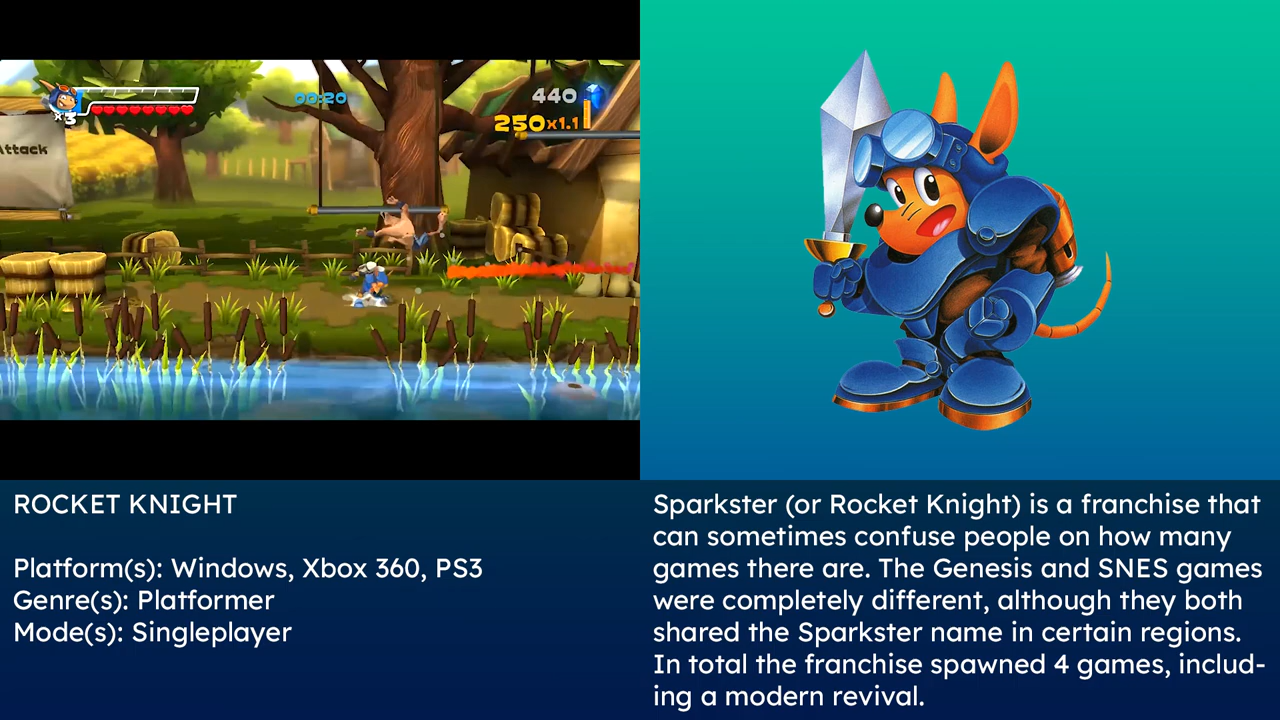 Attack
x3
00:20
440
250x1.1
ROCKET KNIGHT
Platform(s): Windows, Xbox 360, PS3
Genre(s): Platformer
Mode(s): Singleplayer
Sparkster (or Rocket Knight) is a franchise that
can sometimes confuse people on how many
games there are. The Genesis and SNES games
were completely different, although they both
shared the Sparkster name in certain regions.
In total the franchise spawned 4 games, includ-
ing a modern revival.